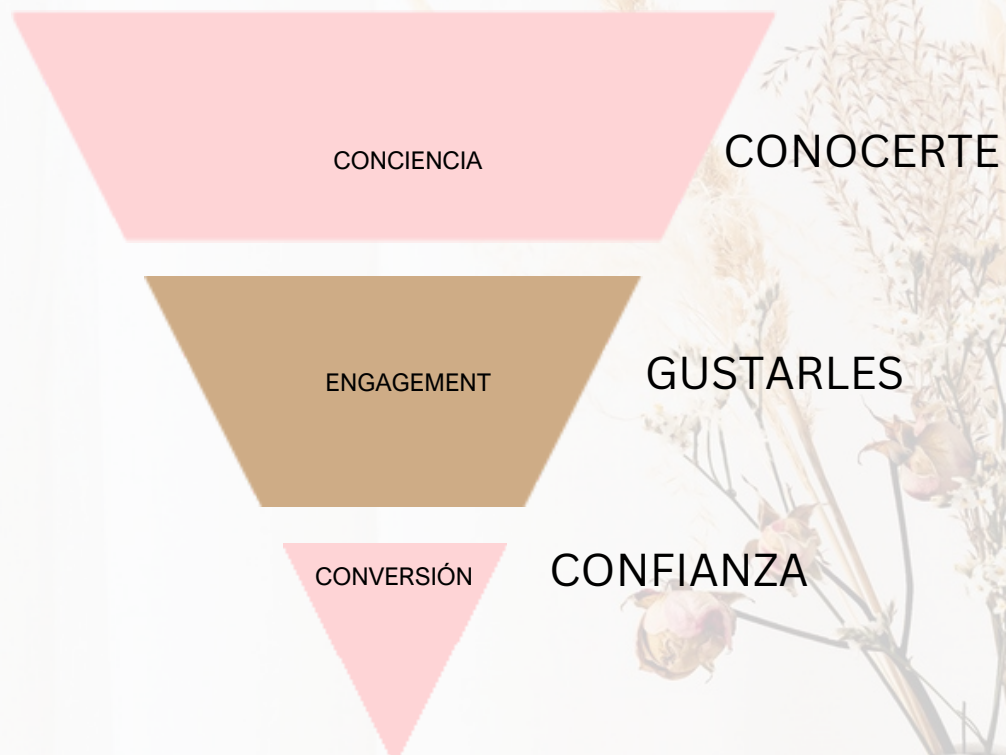 CONCIENCIA
CONOCERTE
ENGAGEMENT
GUSTARLES
CONVERSIÓN
CONFIANZA